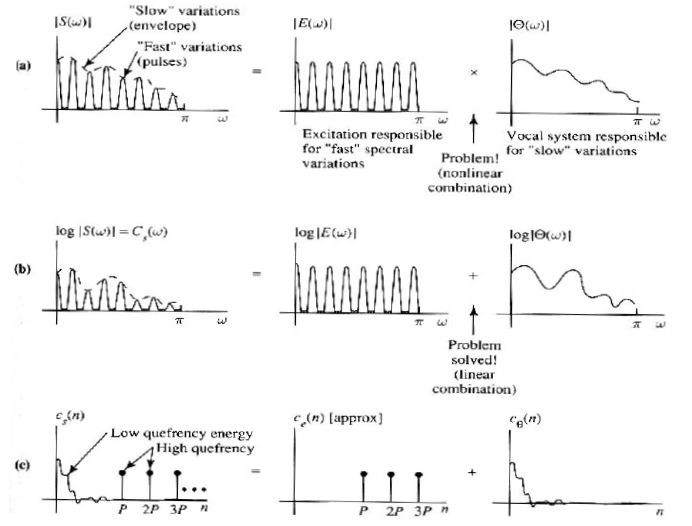 |S(ω)|
"Slow" variations
(envelope)
"Fast" variations
(pulses)
|E(ω)|
|Θ(ω)|
(a)
=
×
π ω
π ω
π ω
Excitation responsible
for "fast" spectral
variations
Problem!
(nonlinear
combination)
Vocal system responsible
for "slow" variations
log |S(ω)| = C_s(ω)
log|E(ω)|
log|Θ(ω)|
(b)
=
+
π ω
π ω
π ω
Problem
solved!
(linear
combination)
c_s(n)
Low quefrency energy
High quefrency
c_e(n) [approx]
c_θ(n)
(c)
=
+
P 2P 3P n
P 2P 3P n
n